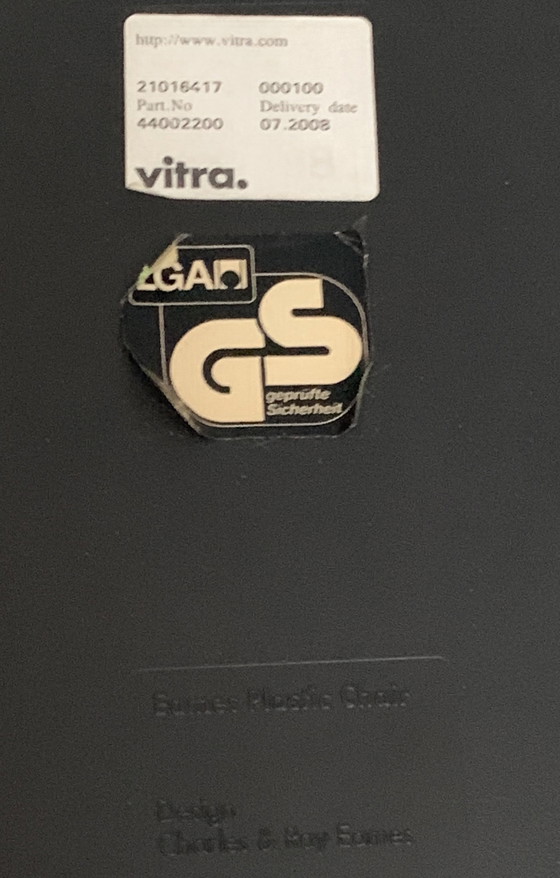 http://www.vitra.com
21016417 000100
Part.No Delivery date
44002200 07.2008
vitra.
LGA
GS
geprüfte
Sicherheit
Eames Plastic Chair
Design
Charles & Ray Eames